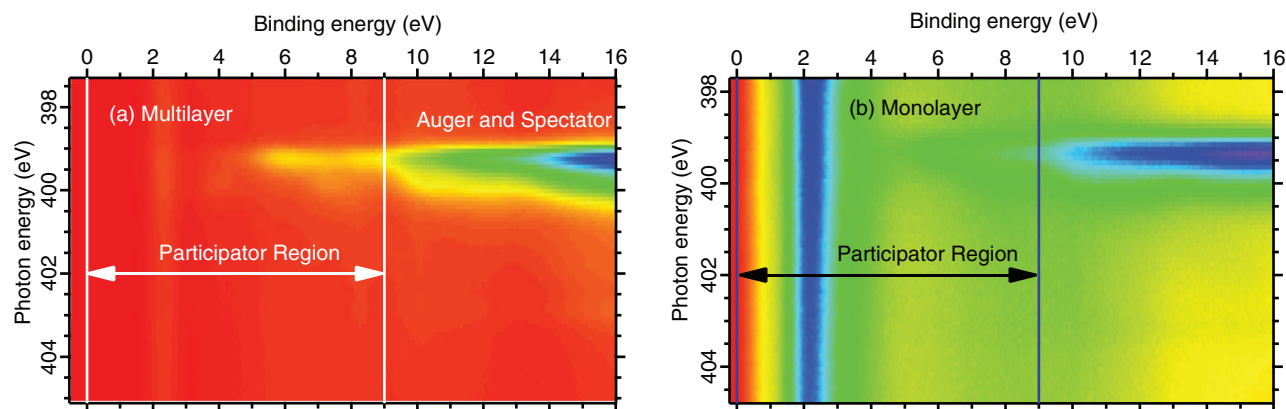 Binding energy (eV)
0 2 4 6 8 10 12 14 16
Photon energy (eV)
398
400
402
404
(a) Multilayer
Auger and Spectator
Participator Region
Binding energy (eV)
0 2 4 6 8 10 12 14 16
Photon energy (eV)
398
400
402
404
(b) Monolayer
Participator Region